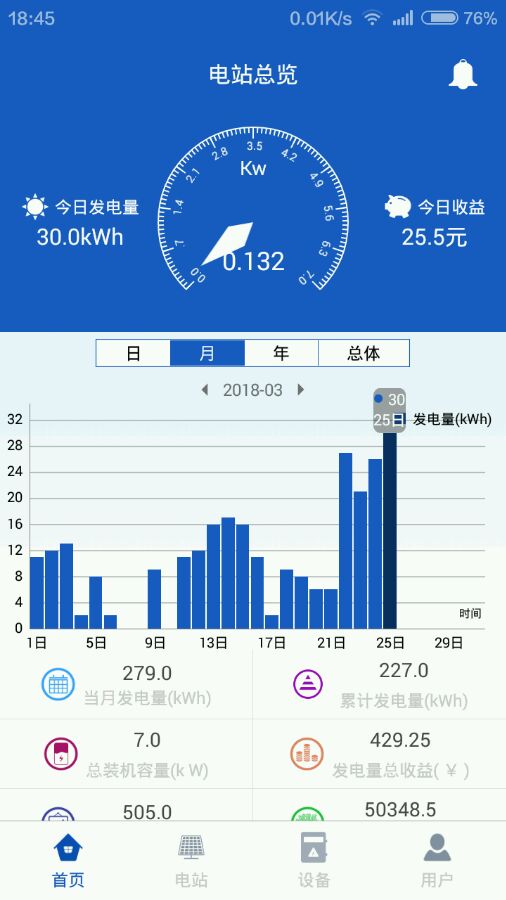 18:45 0.01K/s 76%
电站总览
今日发电量
30.0kWh
0.0 .7 1.4 2.1 2.8 3.5 4.2 4.9 5.6 6.3 7.0
Kw
0.132
今日收益
25.5元
日 月 年 总体
2018-03
30
25日
发电量(kWh)
32
28
24
20
16
12
8
4
0
时间
1日 5日 9日 13日 17日 21日 25日 29日
279.0
当月发电量(kWh)
227.0
累计发电量(kWh)
7.0
总装机容量(k W)
429.25
发电量总收益( ¥ )
505.0
50348.5
首页 电站 设备 用户